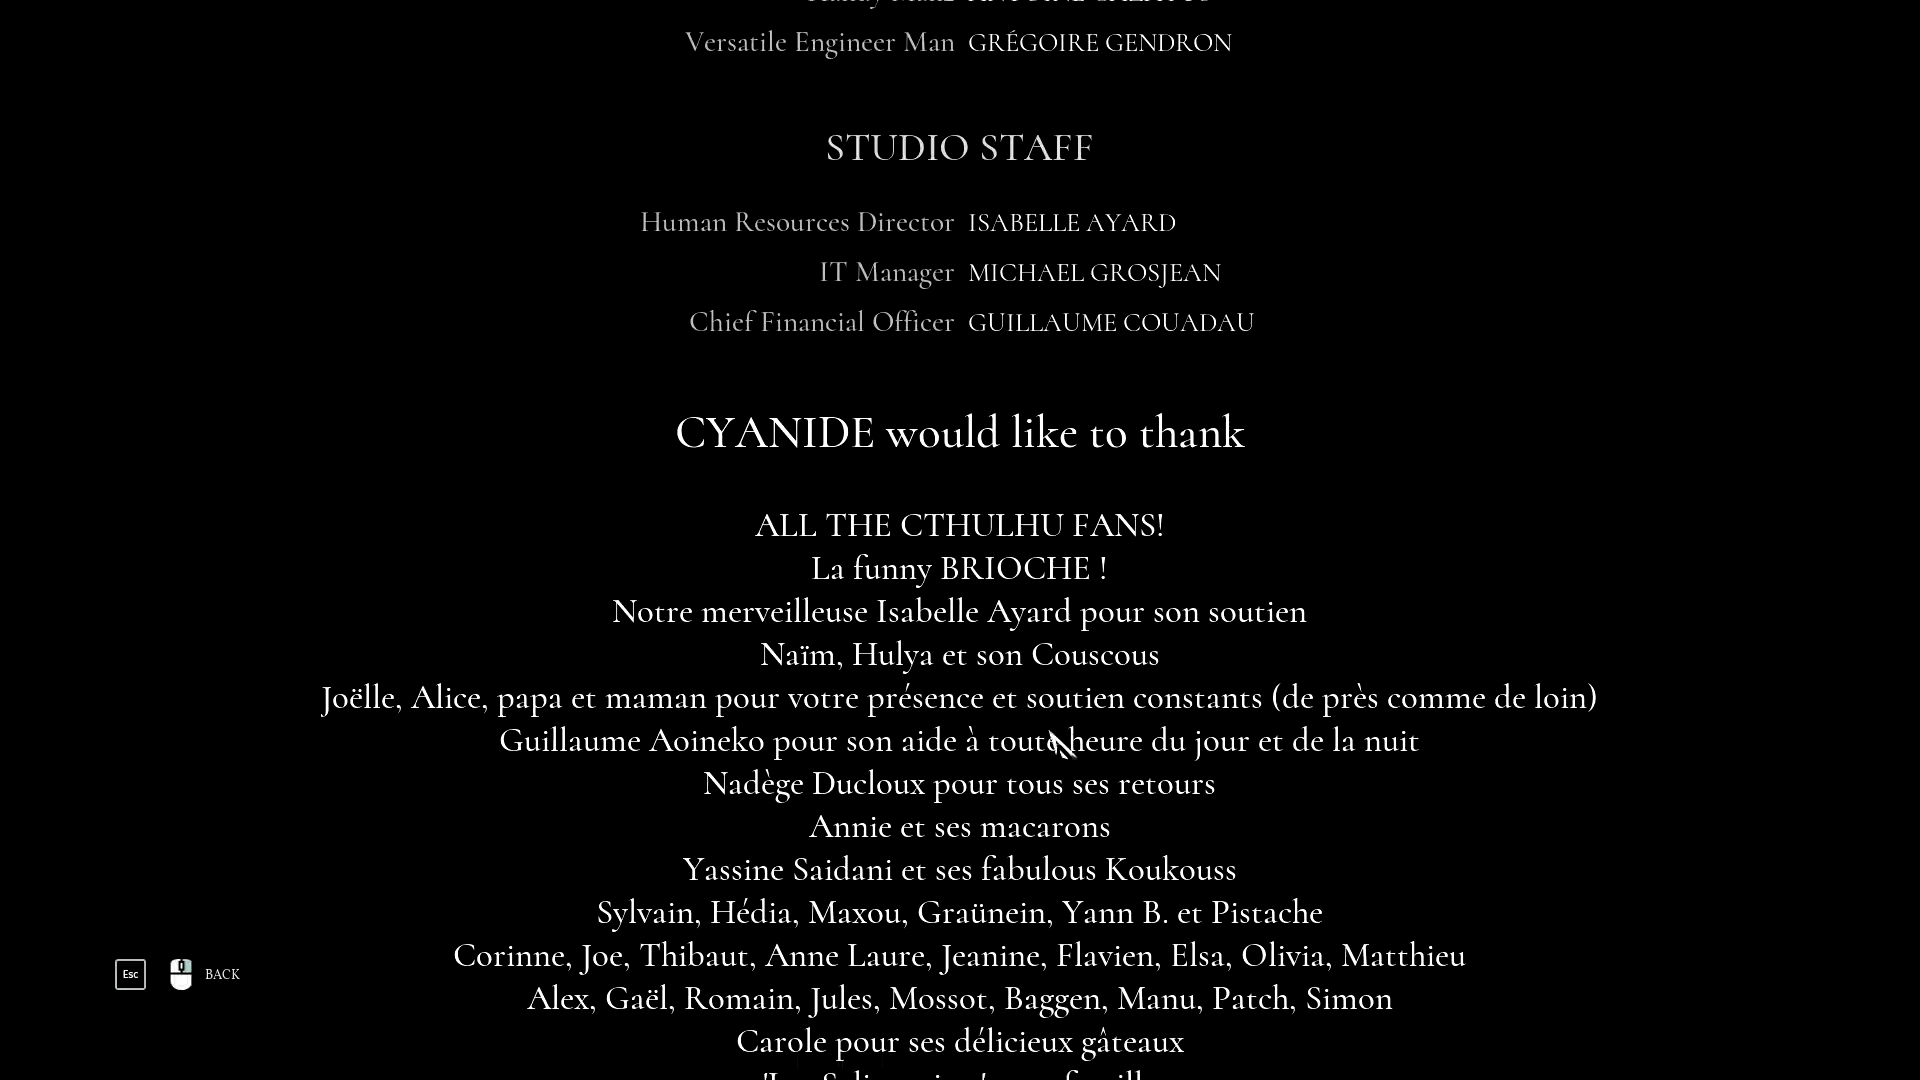 Versatile Engineer Man GRÉGOIRE GENDRON
STUDIO STAFF
Human Resources Director ISABELLE AYARD
IT Manager MICHAEL GROSJEAN
Chief Financial Officer GUILLAUME COUADAU
CYANIDE would like to thank
ALL THE CTHULHU FANS!
La funny BRIOCHE !
Notre merveilleuse Isabelle Ayard pour son soutien
Naïm, Hulya et son Couscous
Joëlle, Alice, papa et maman pour votre présence et soutien constants (de près comme de loin)
Guillaume Aoineko pour son aide à toute heure du jour et de la nuit
Nadège Ducloux pour tous ses retours
Annie et ses macarons
Yassine Saidani et ses fabulous Koukouss
Sylvain, Hédia, Maxou, Graünein, Yann B. et Pistache
Corinne, Joe, Thibaut, Anne Laure, Jeanine, Flavien, Elsa, Olivia, Matthieu
Alex, Gaël, Romain, Jules, Mossot, Baggen, Manu, Patch, Simon
Esc BACK
Carole pour ses délicieux gâteaux